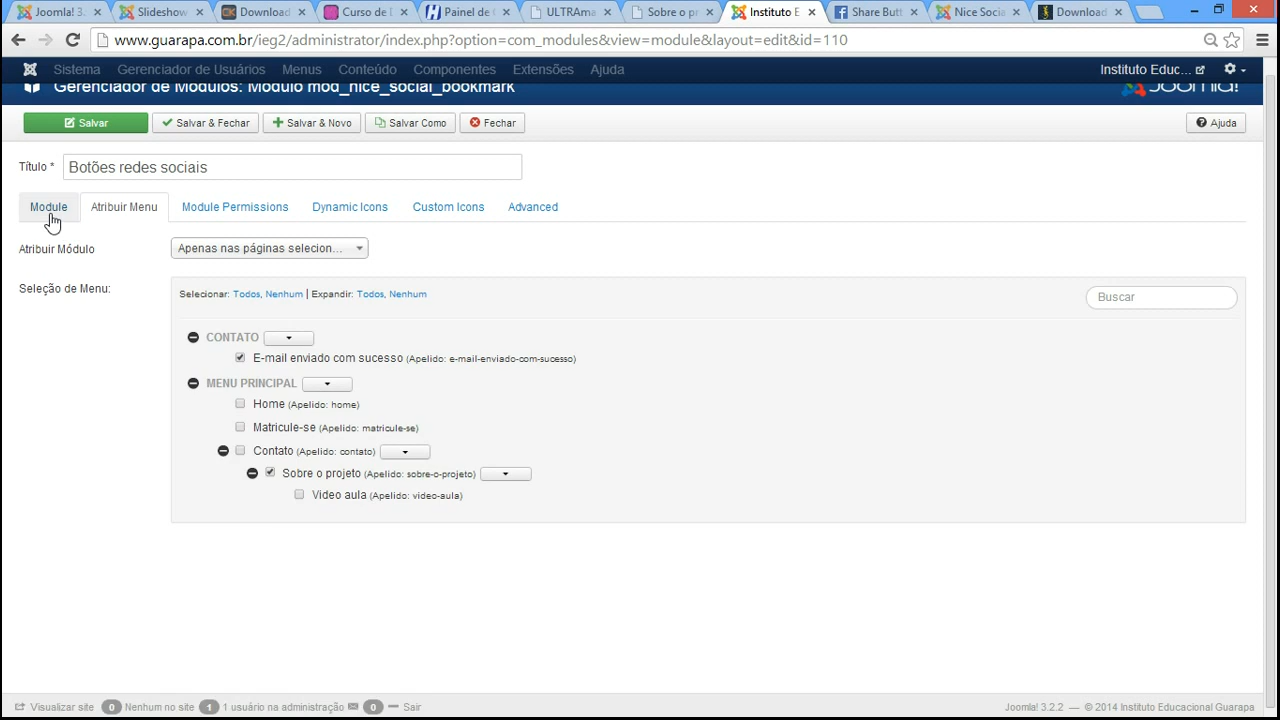 Joomla! 3. Slideshow Download Curso de Painel de ULTRAma Sobre o pr Instituto E Share Butt Nice Socia Download
www.guarapa.com.br/ieg2/administrator/index.php?option=com_modules&view=module&layout=edit&id=110
Sistema Gerenciador de Usuários Menus Conteúdo Componentes Extensões Ajuda Instituto Educ...
Gerenciador de Módulos: Módulo mod_nice_social_bookmark Joomla!
Salvar Salvar & Fechar Salvar & Novo Salvar Como Fechar Ajuda
Título * Botões redes sociais
Module Atribuir Menu Module Permissions Dynamic Icons Custom Icons Advanced
Atribuir Módulo Apenas nas páginas selecion...
Seleção de Menu:
Selecionar: Todos, Nenhum | Expandir: Todos, Nenhum Buscar
CONTATO
E-mail enviado com sucesso (Apelido: e-mail-enviado-com-sucesso)
MENU PRINCIPAL
Home (Apelido: home)
Matricule-se (Apelido: matricule-se)
Contato (Apelido: contato)
Sobre o projeto (Apelido: sobre-o-projeto)
Video aula (Apelido: video-aula)
Visualizar site 0 Nenhum no site 1 1 usuário na administração 0 Sair Joomla! 3.2.2 — © 2014 Instituto Educacional Guarapa